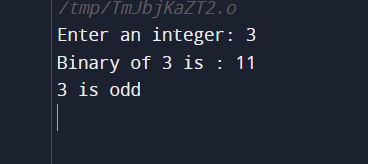 /tmp/TmJbjKaZT2.o
Enter an integer: 3
Binary of 3 is : 11
3 is odd